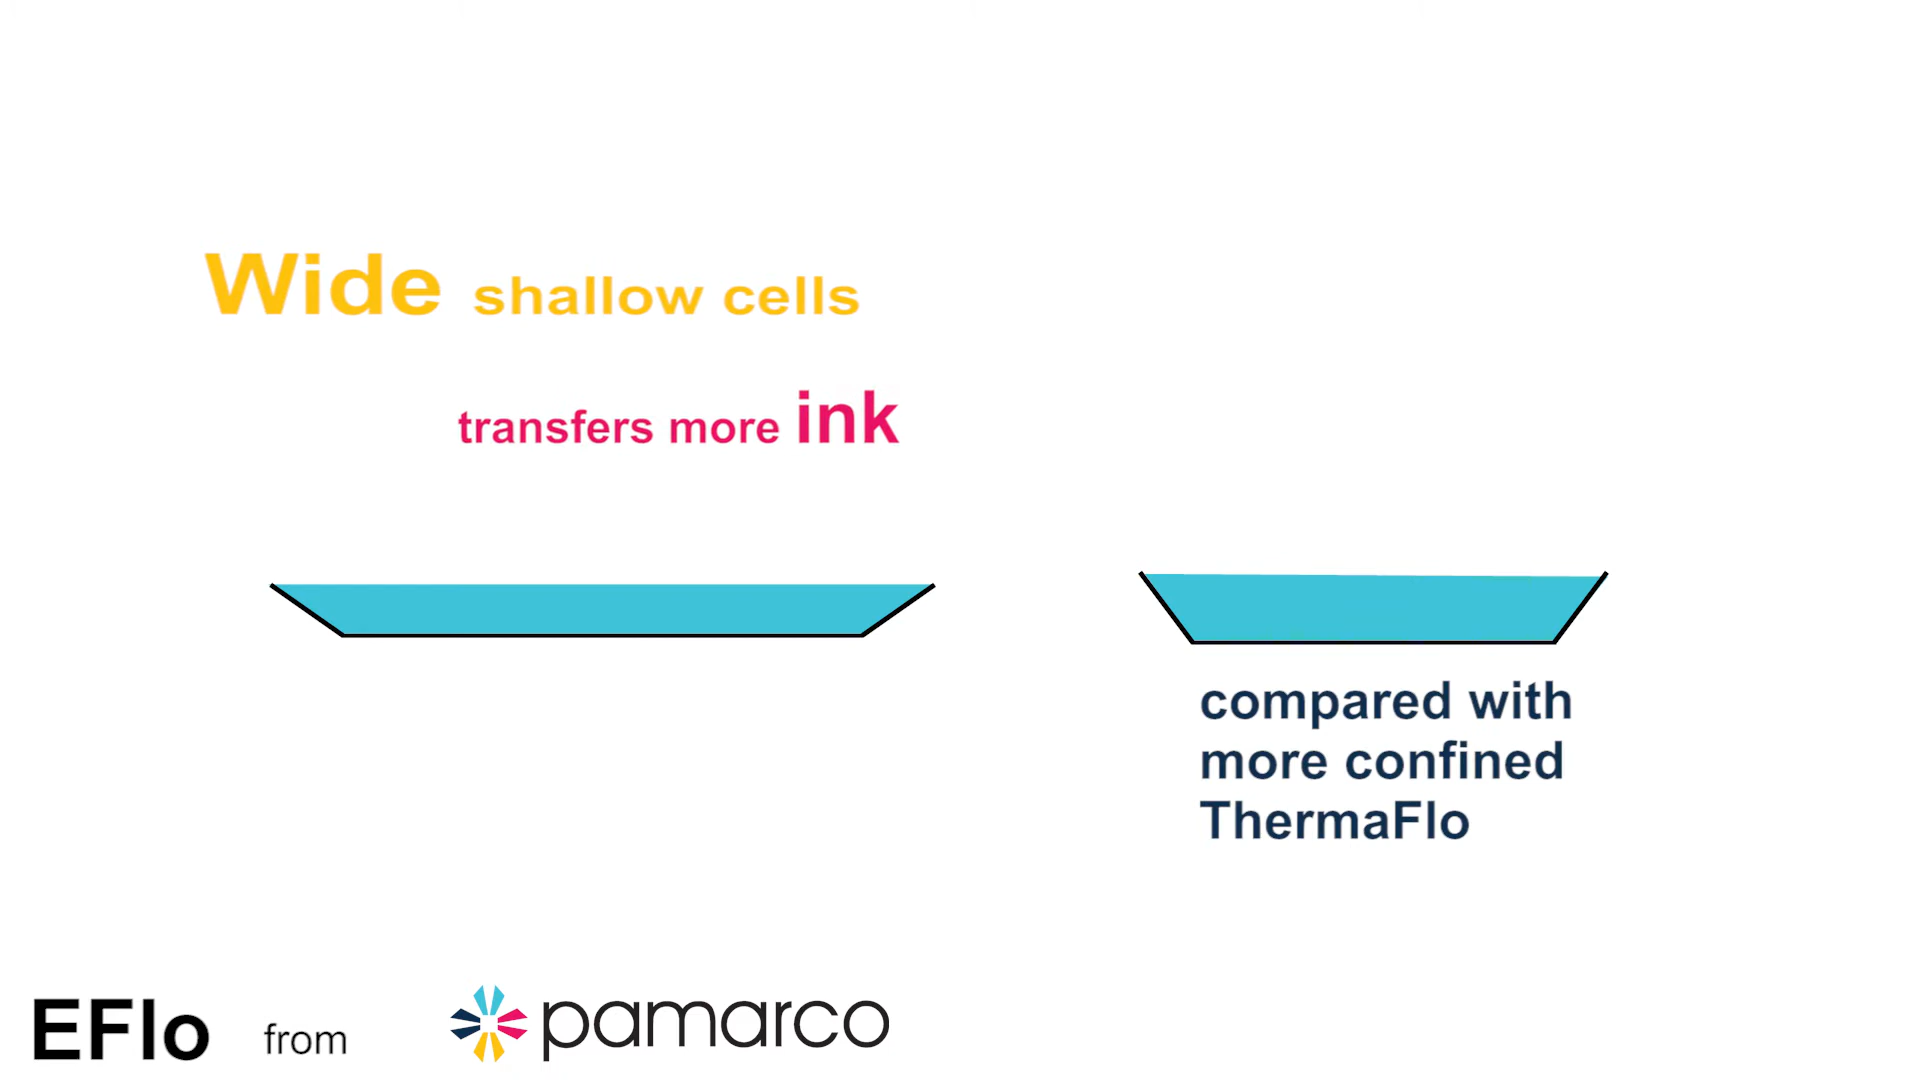 Wide shallow cells
transfers more ink
compared with
more confined
ThermaFlo
EFlo from pamarco